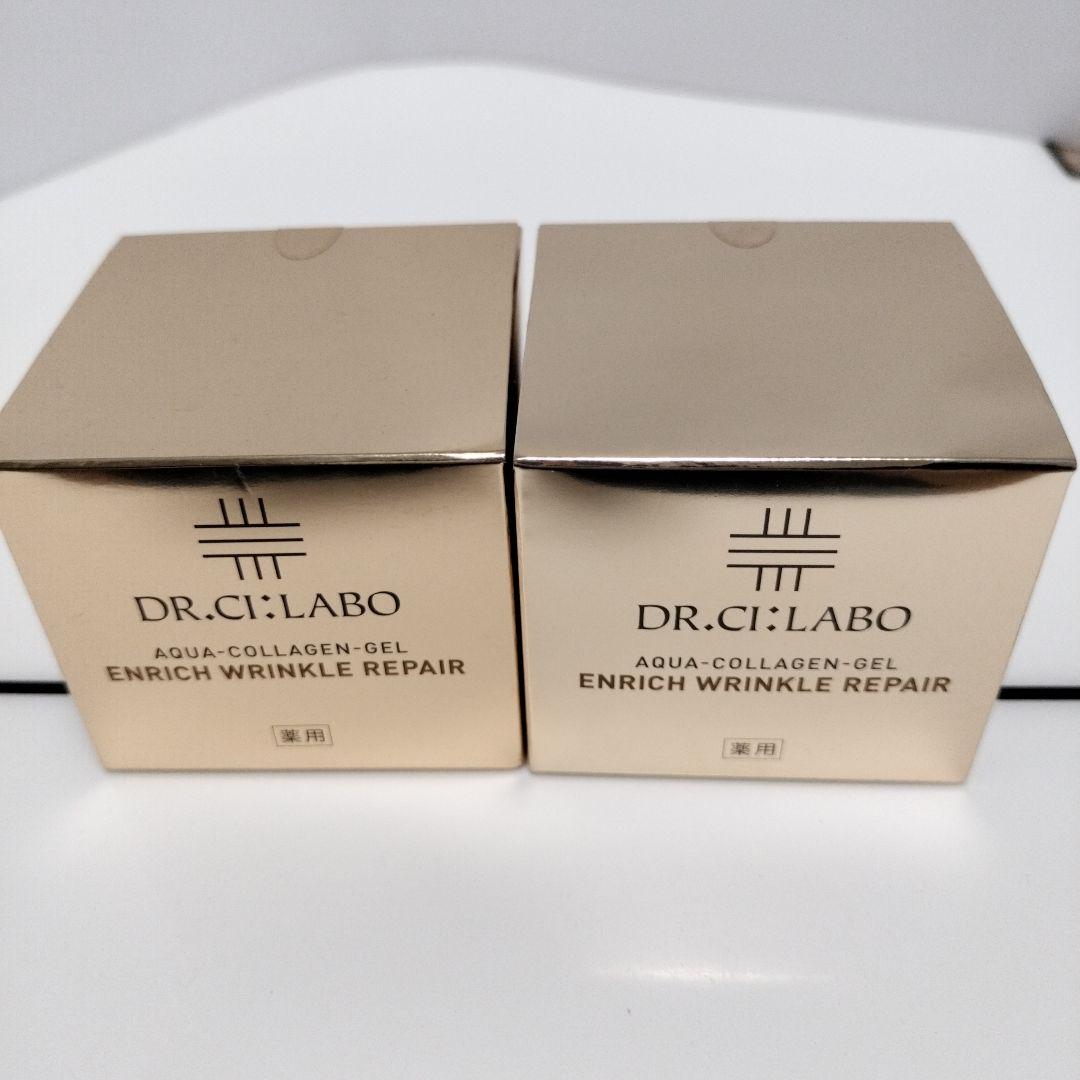 DR.CI:LABO
AQUA-COLLAGEN-GEL
ENRICH WRINKLE REPAIR
薬用
DR.CI:LABO
AQUA-COLLAGEN-GEL
ENRICH WRINKLE REPAIR
薬用